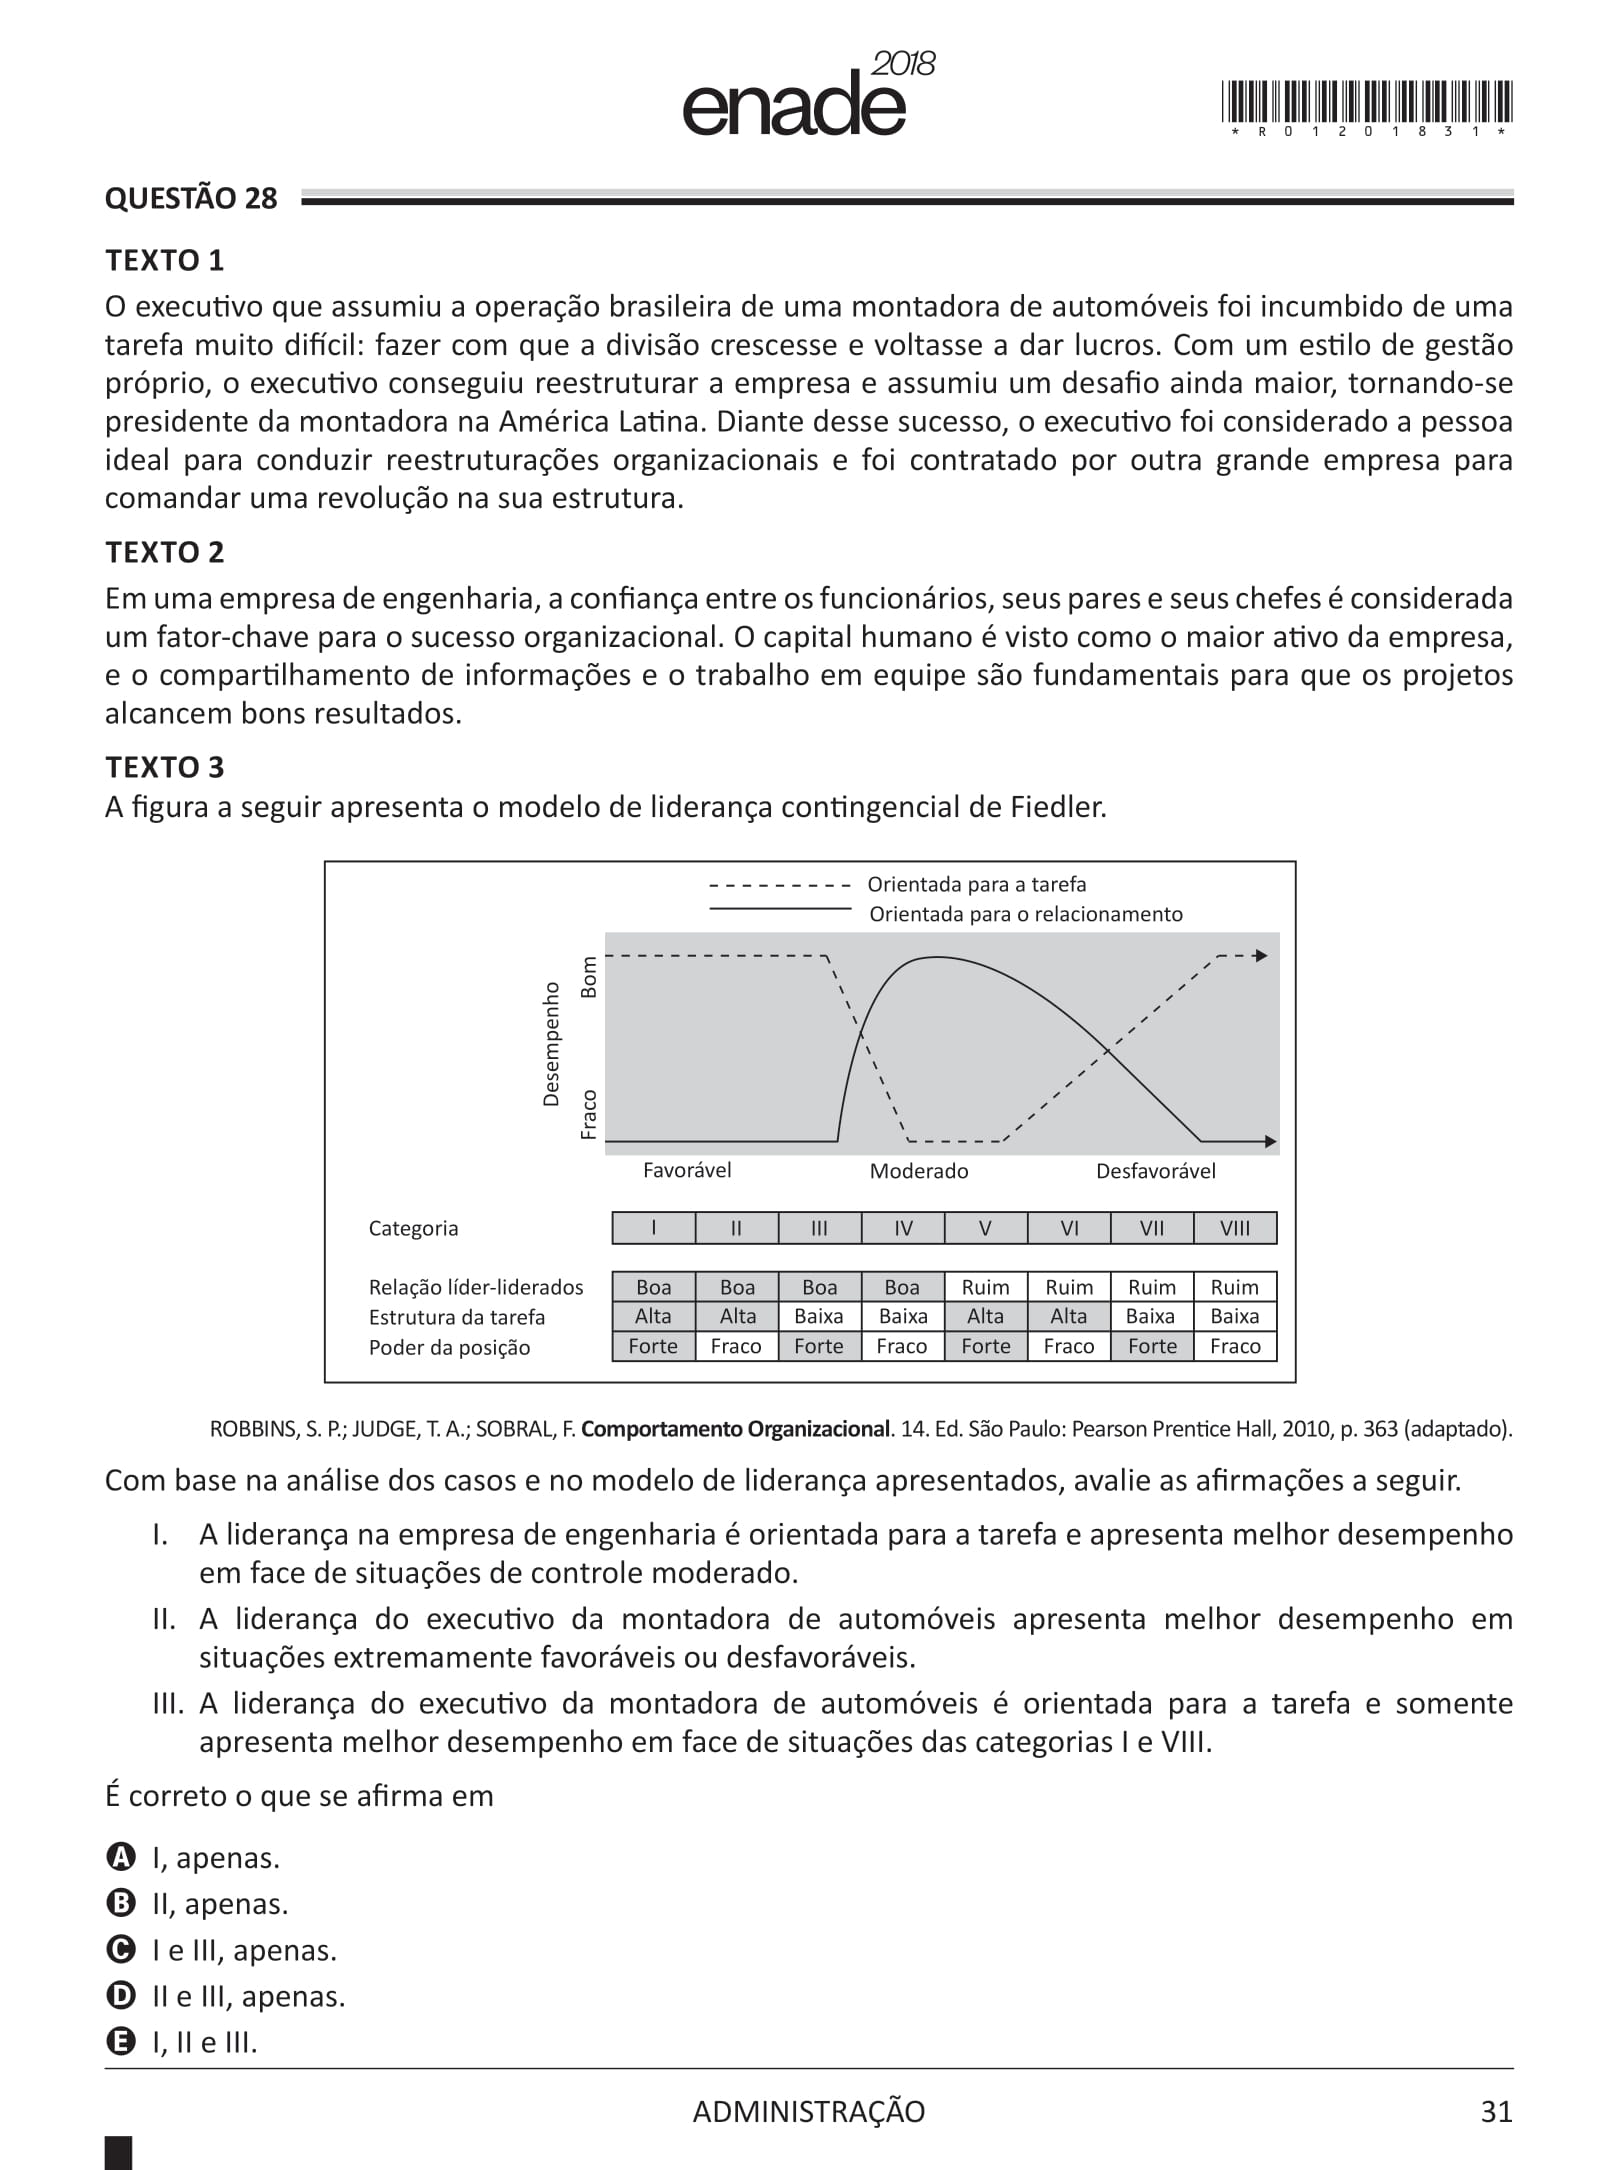 enade 2018
*R01201831*
QUESTÃO 28
TEXTO 1
O executivo que assumiu a operação brasileira de uma montadora de automóveis foi incumbido de uma
tarefa muito difícil: fazer com que a divisão crescesse e voltasse a dar lucros. Com um estilo de gestão
próprio, o executivo conseguiu reestruturar a empresa e assumiu um desafio ainda maior, tornando-se
presidente da montadora na América Latina. Diante desse sucesso, o executivo foi considerado a pessoa
ideal para conduzir reestruturações organizacionais e foi contratado por outra grande empresa para
comandar uma revolução na sua estrutura.
TEXTO 2
Em uma empresa de engenharia, a confiança entre os funcionários, seus pares e seus chefes é considerada
um fator-chave para o sucesso organizacional. O capital humano é visto como o maior ativo da empresa,
e o compartilhamento de informações e o trabalho em equipe são fundamentais para que os projetos
alcancem bons resultados.
TEXTO 3
A figura a seguir apresenta o modelo de liderança contingencial de Fiedler.
Orientada para a tarefa
Orientada para o relacionamento
Desempenho
Bom
Fraco
Favorável Moderado Desfavorável
Categoria I II III IV V VI VII VIII
Relação líder-liderados Boa Boa Boa Boa Ruim Ruim Ruim Ruim
Estrutura da tarefa Alta Alta Baixa Baixa Alta Alta Baixa Baixa
Poder da posição Forte Fraco Forte Fraco Forte Fraco Forte Fraco
ROBBINS, S. P.; JUDGE, T. A.; SOBRAL, F. Comportamento Organizacional. 14. Ed. São Paulo: Pearson Prentice Hall, 2010, p. 363 (adaptado).
Com base na análise dos casos e no modelo de liderança apresentados, avalie as afirmações a seguir.
I. A liderança na empresa de engenharia é orientada para a tarefa e apresenta melhor desempenho
em face de situações de controle moderado.
II. A liderança do executivo da montadora de automóveis apresenta melhor desempenho em
situações extremamente favoráveis ou desfavoráveis.
III. A liderança do executivo da montadora de automóveis é orientada para a tarefa e somente
apresenta melhor desempenho em face de situações das categorias I e VIII.
É correto o que se afirma em
A I, apenas.
B II, apenas.
C I e III, apenas.
D II e III, apenas.
E I, II e III.
ADMINISTRAÇÃO 31